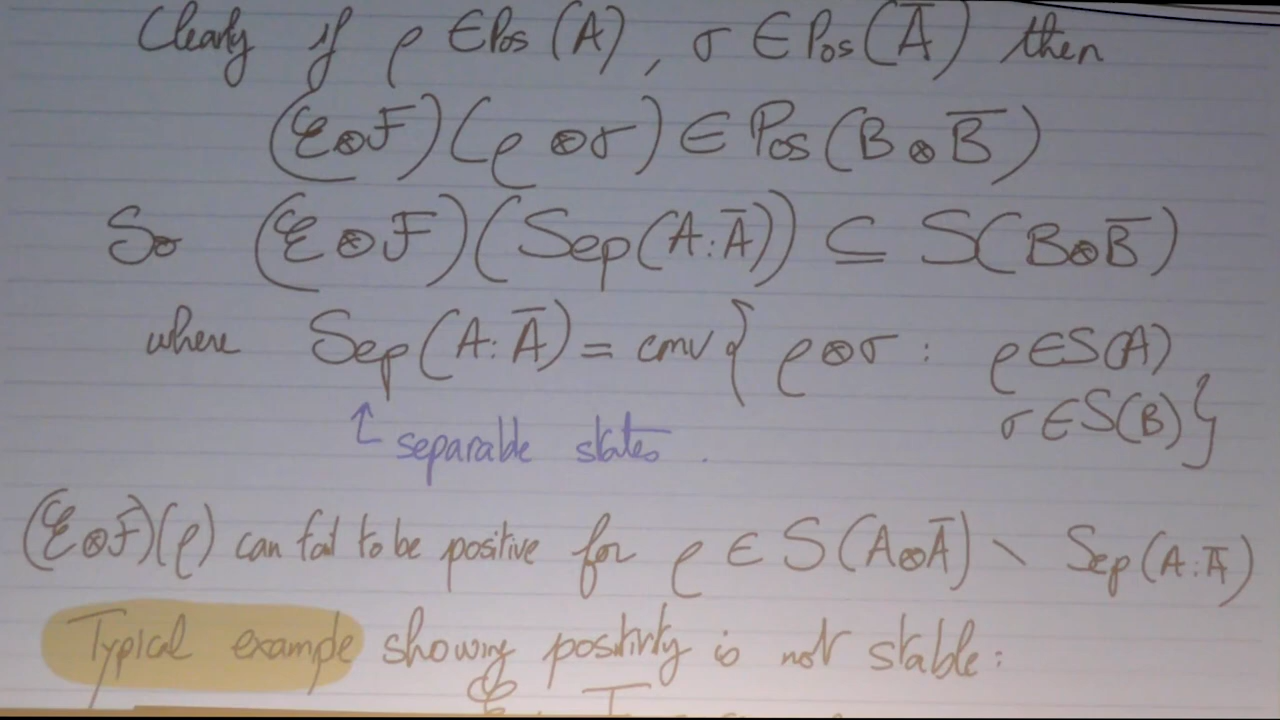 Clearly if ρ ∈ Pos(A), σ ∈ Pos(Ā) then
(ℰ⊗F)(ρ⊗σ) ∈ Pos(B⊗B̄)
So (ℰ⊗F)(Sep(A:Ā)) ⊆ S(B⊗B̄)
where Sep(A:Ā) = conv{ρ⊗σ : ρ∈S(A)
σ∈S(B)}
↑ separable states.
(ℰ⊗F)(ρ) can fail to be positive for ρ ∈ S(A⊗Ā) \ Sep(A:Ā)
Typical example showing positivity is not stable: